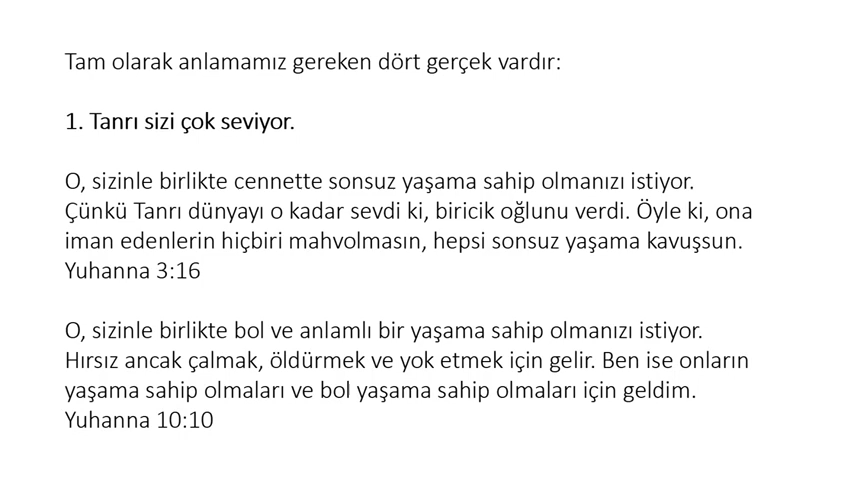 Tam olarak anlamamız gereken dört gerçek vardır:
1. Tanrı sizi çok seviyor.
O, sizinle birlikte cennette sonsuz yaşama sahip olmanızı istiyor.
Çünkü Tanrı dünyayı o kadar sevdi ki, biricik oğlunu verdi. Öyle ki, ona
iman edenlerin hiçbiri mahvolmasın, hepsi sonsuz yaşama kavuşsun.
Yuhanna 3:16
O, sizinle birlikte bol ve anlamlı bir yaşama sahip olmanızı istiyor.
Hırsız ancak çalmak, öldürmek ve yok etmek için gelir. Ben ise onların
yaşama sahip olmaları ve bol yaşama sahip olmaları için geldim.
Yuhanna 10:10